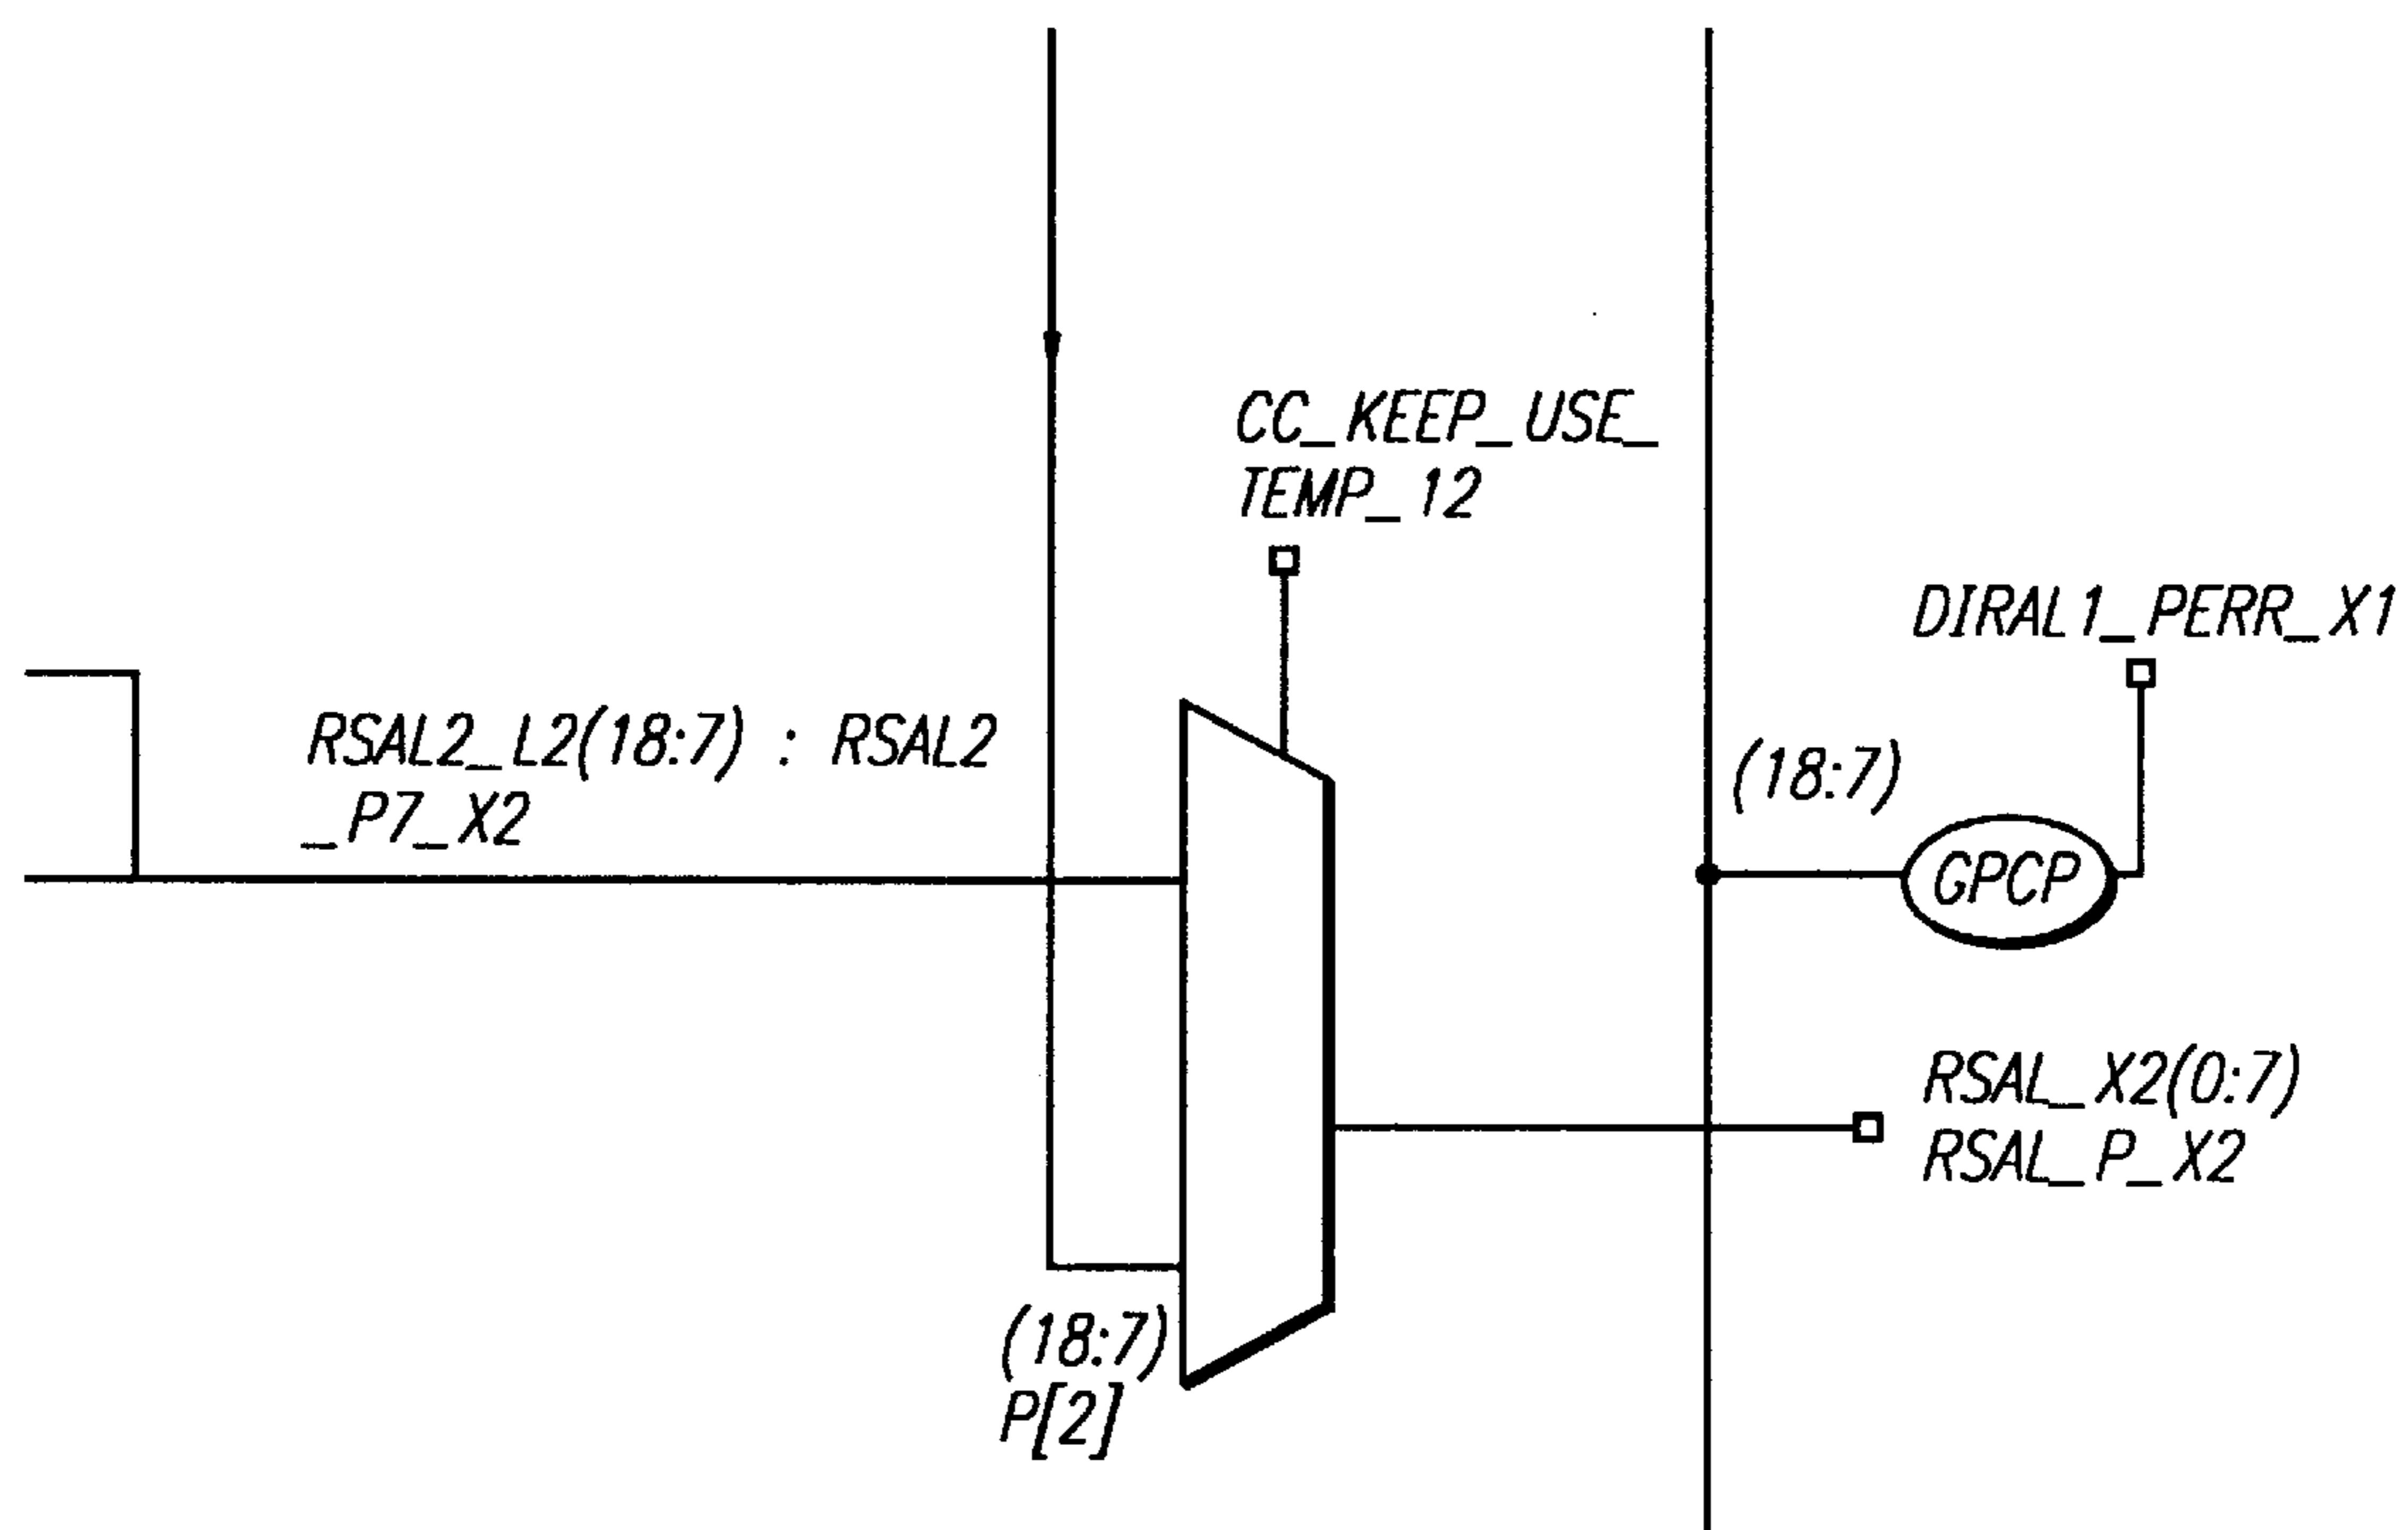 CC_KEEP_USE_
TEMP_12
DIRAL1_PERR_X1
RSAL2_L2(18:7) : RSAL2
_P7_X2
(18:7)
GPCP
RSAL_X2(0:7)
RSAL_P_X2
(18:7)
P[2]